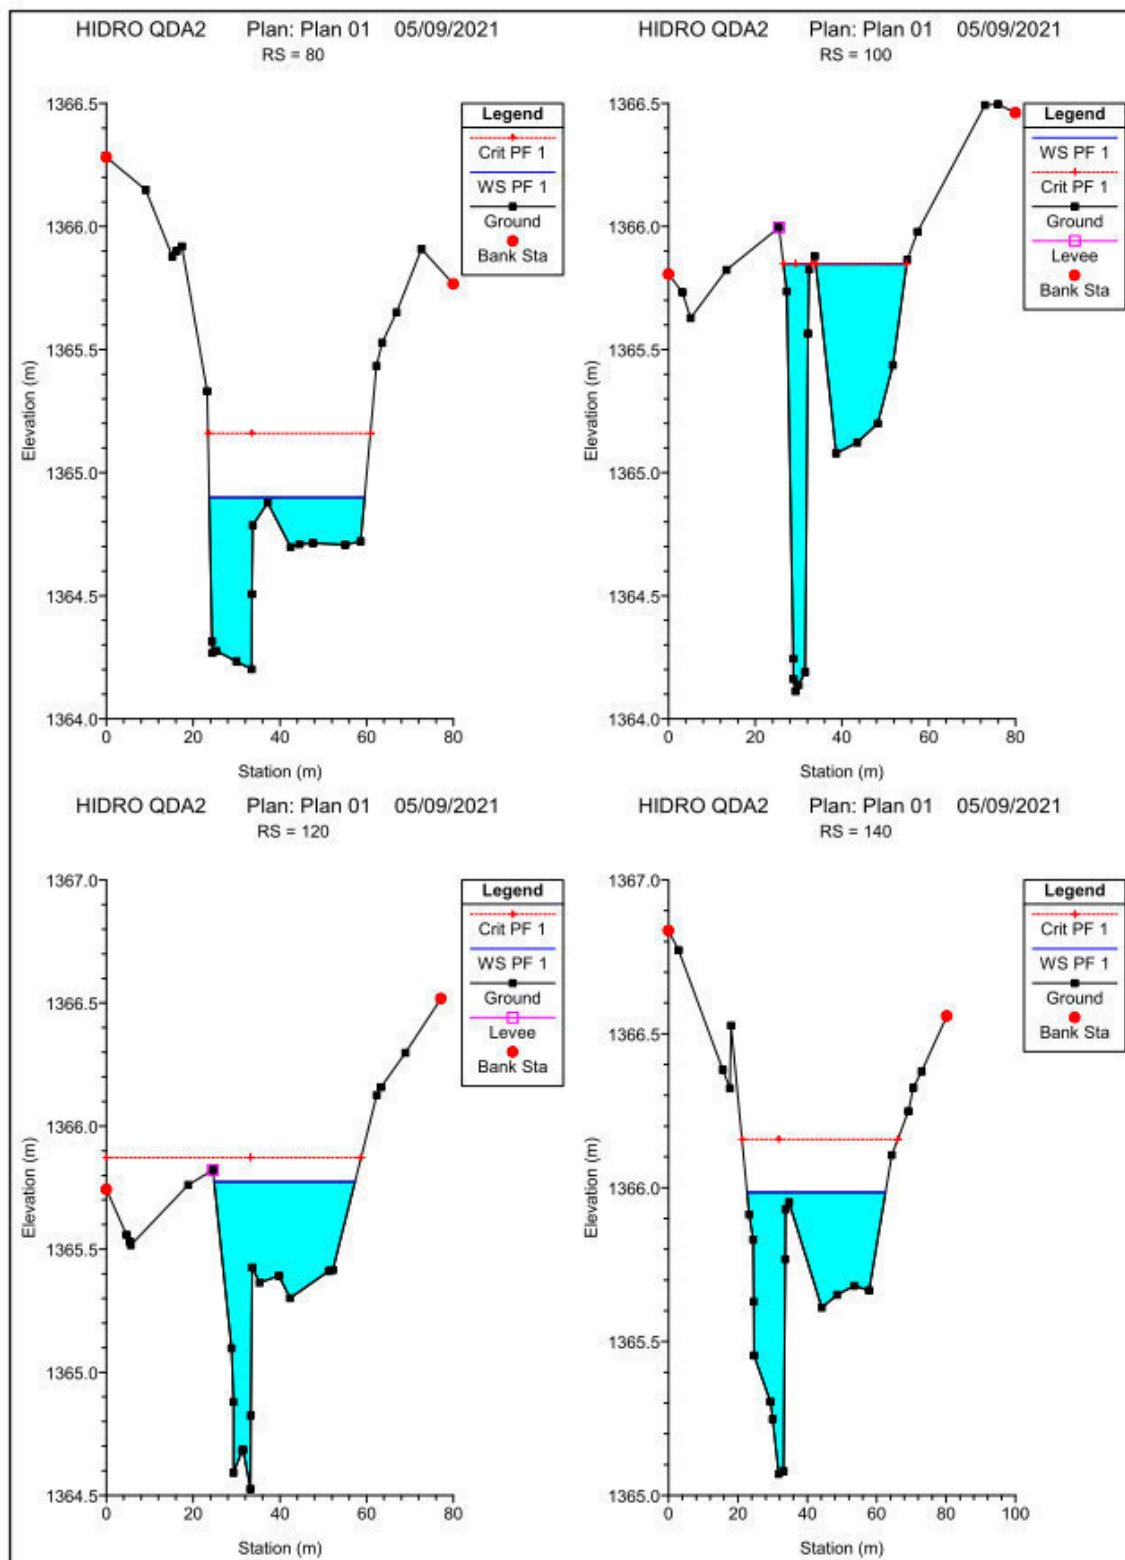 HIDRO QDA2 Plan: Plan 01 05/09/2021
RS = 80
Legend
Crit PF 1
WS PF 1
Ground
Bank Sta
Elevation (m)
1366.5
1366.0
1365.5
1365.0
1364.5
1364.0
0 20 40 60 80
Station (m)
HIDRO QDA2 Plan: Plan 01 05/09/2021
RS = 100
Legend
WS PF 1
Crit PF 1
Ground
Levee
Bank Sta
Elevation (m)
1366.5
1366.0
1365.5
1365.0
1364.5
1364.0
0 20 40 60 80
Station (m)
HIDRO QDA2 Plan: Plan 01 05/09/2021
RS = 120
Legend
Crit PF 1
WS PF 1
Ground
Levee
Bank Sta
Elevation (m)
1367.0
1366.5
1366.0
1365.5
1365.0
1364.5
0 20 40 60 80
Station (m)
HIDRO QDA2 Plan: Plan 01 05/09/2021
RS = 140
Legend
Crit PF 1
WS PF 1
Ground
Bank Sta
Elevation (m)
1367.0
1366.5
1366.0
1365.5
1365.0
0 20 40 60 80 100
Station (m)